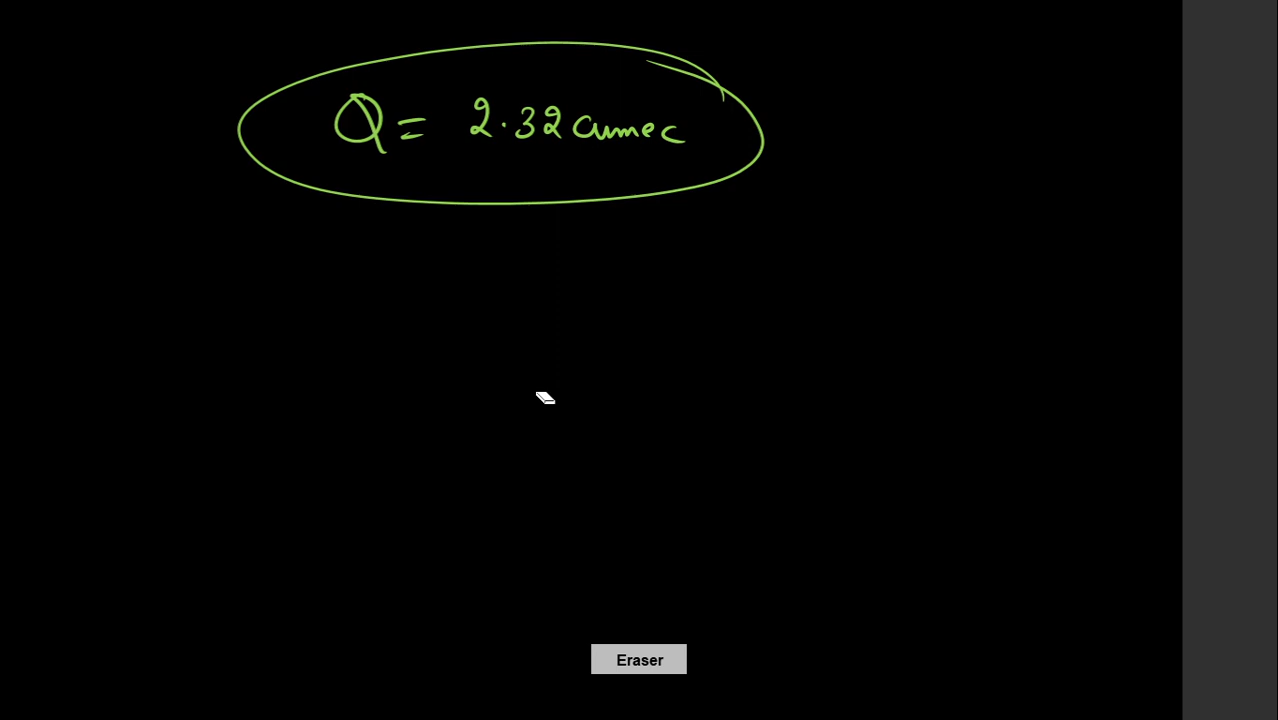 Q = 2.32 cumec
Eraser